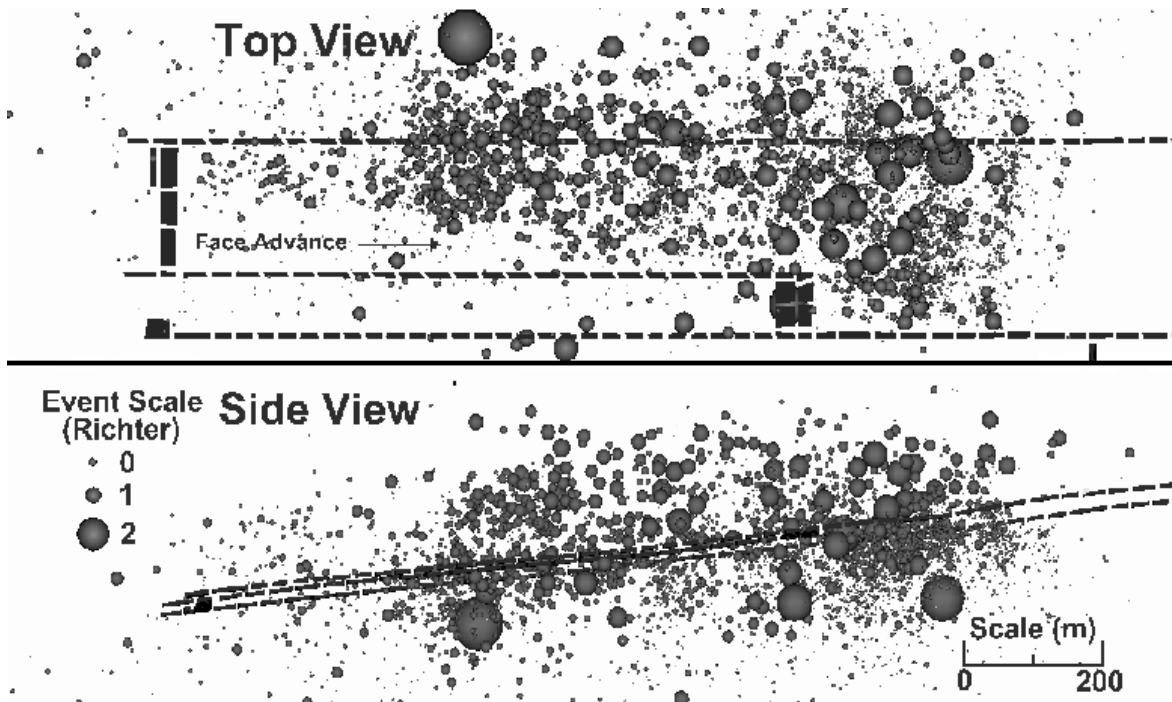 Top View
Face Advance
Event Scale
(Richter)
0
1
2
Side View
Scale (m)
0
200